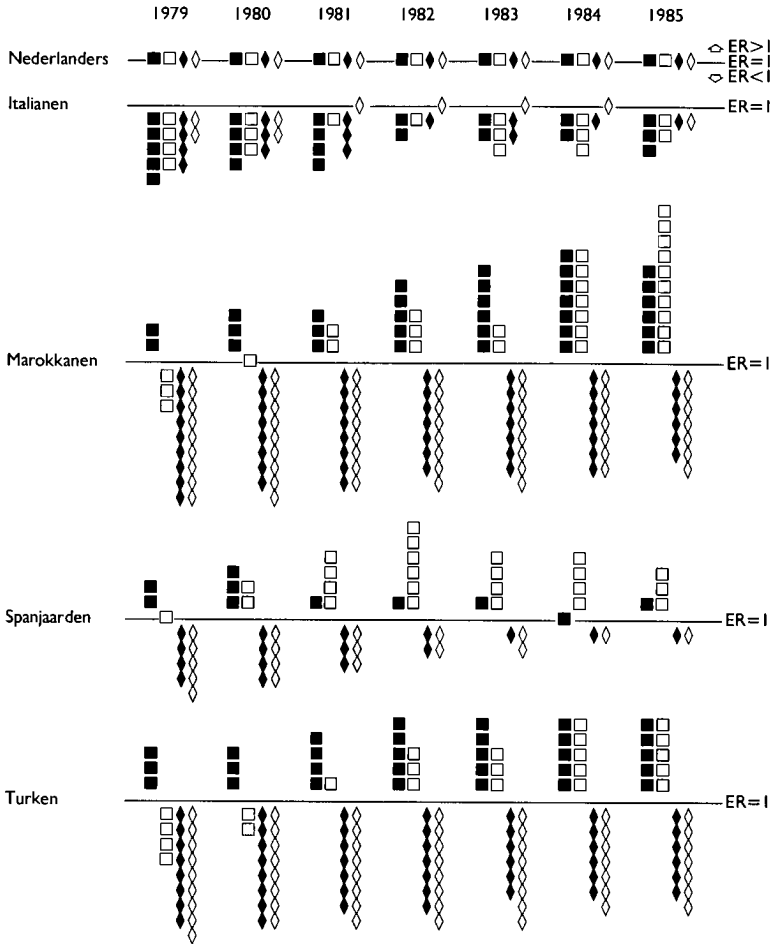 1979 1980 1981 1982 1983 1984 1985
ER>1
Nederlanders ER=1
ER<1
Italianen ER=1
Marokkanen ER=1
Spanjaarden ER=1
Turken ER=1